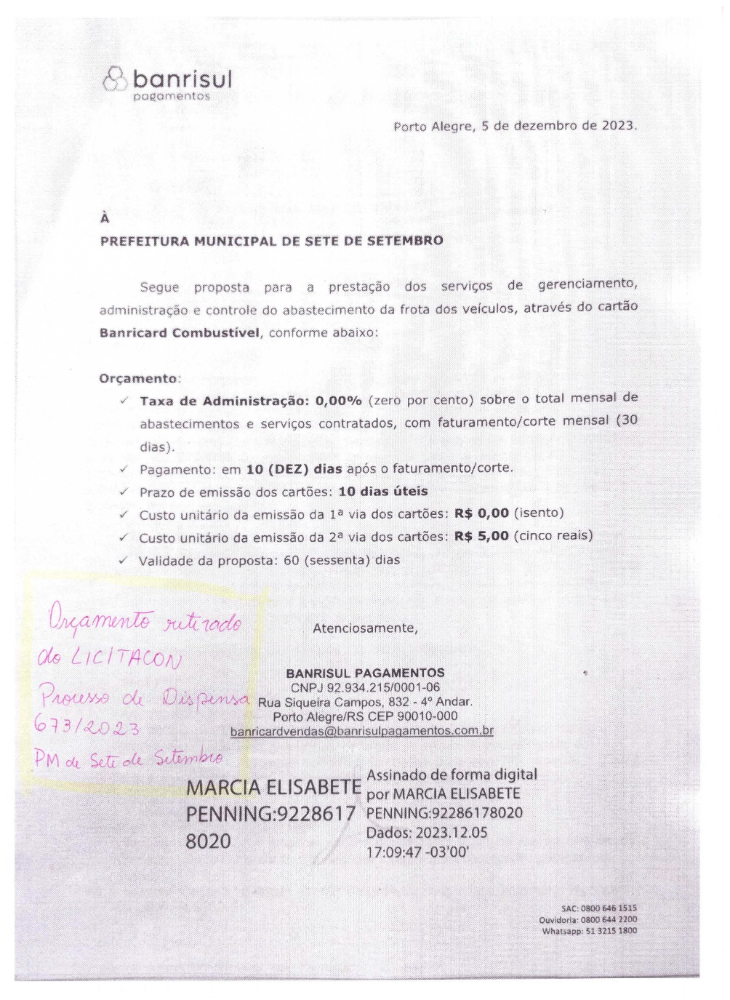 banrisul
pagamentos
Porto Alegre, 5 de dezembro de 2023.
À
PREFEITURA MUNICIPAL DE SETE DE SETEMBRO
Segue proposta para a prestação dos serviços de gerenciamento,
administração e controle do abastecimento da frota dos veículos, através do cartão
Banricard Combustível, conforme abaixo:
Orçamento:
✓ Taxa de Administração: 0,00% (zero por cento) sobre o total mensal de
abastecimentos e serviços contratados, com faturamento/corte mensal (30
dias).
✓ Pagamento: em 10 (DEZ) dias após o faturamento/corte.
✓ Prazo de emissão dos cartões: 10 dias úteis
✓ Custo unitário da emissão da 1ª via dos cartões: R$ 0,00 (isento)
✓ Custo unitário da emissão da 2ª via dos cartões: R$ 5,00 (cinco reais)
✓ Validade da proposta: 60 (sessenta) dias
Orçamento retirado
do LICITACON
Processo de Dispensa
673/2023
PM de Sete de Setembro
Atenciosamente,
BANRISUL PAGAMENTOS
CNPJ 92.934.215/0001-06
Rua Siqueira Campos, 832 - 4º Andar.
Porto Alegre/RS CEP 90010-000
banricardvendas@banrisulpagamentos.com.br
MARCIA ELISABETE
PENNING:9228617
8020
Assinado de forma digital
por MARCIA ELISABETE
PENNING:92286178020
Dados: 2023.12.05
17:09:47 -03'00'
SAC: 0800 646 1515
Ouvidoria: 0800 644 2200
Whatsapp: 51 3215 1800